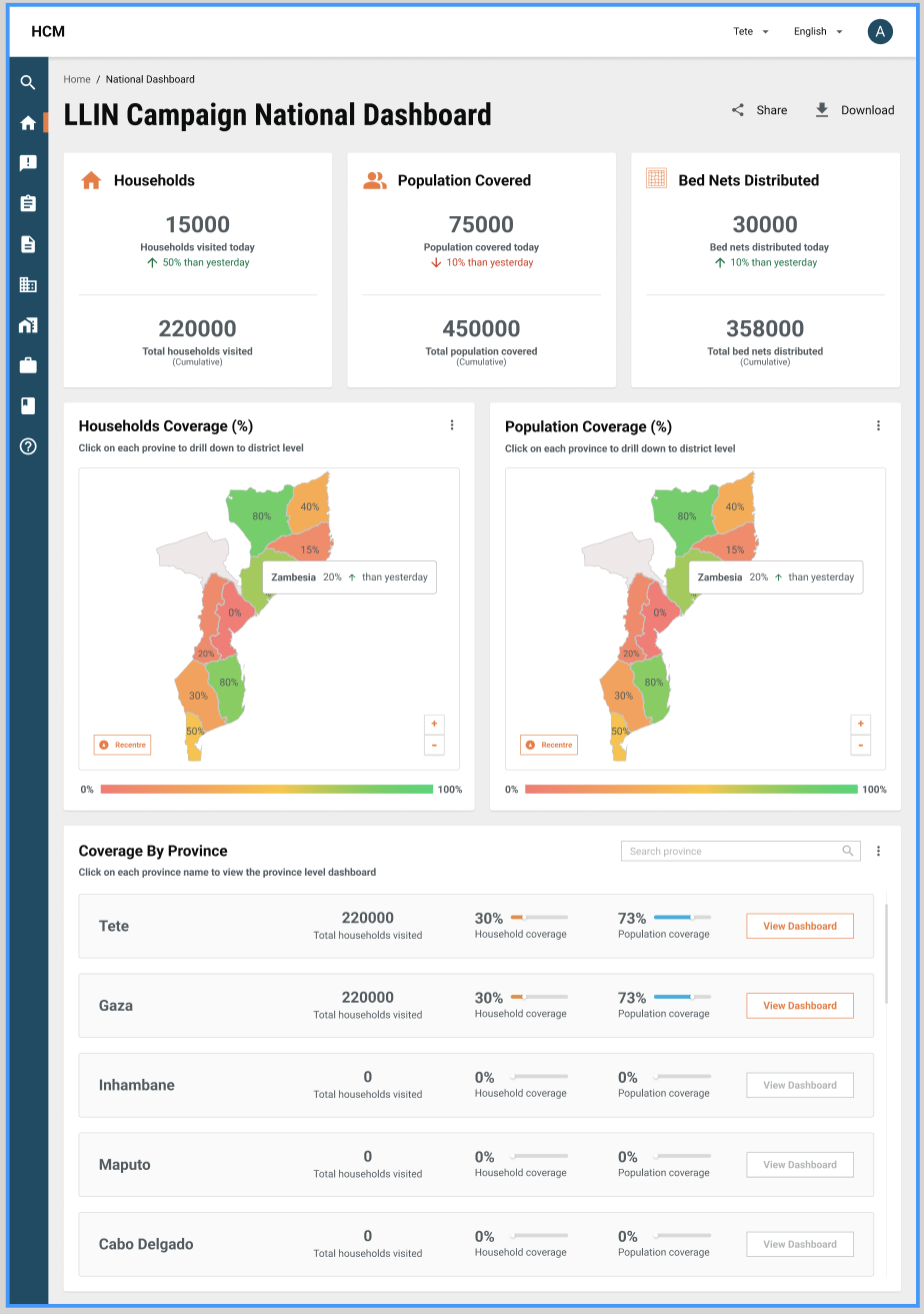 HCM
Tete
English
A
Home / National Dashboard
LLIN Campaign National Dashboard
Share
Download
Households
15000
Households visited today
50% than yesterday
220000
Total households visited
(Cumulative)
Population Covered
75000
Population covered today
10% than yesterday
450000
Total population covered
(Cumulative)
Bed Nets Distributed
30000
Bed nets distributed today
10% than yesterday
358000
Total bed nets distributed
(Cumulative)
Households Coverage (%)
Click on each provine to drill down to district level
80%
40%
15%
Zambesia 20% than yesterday
0%
20%
80%
30%
50%
Recentre
+
-
0%
100%
Population Coverage (%)
Click on each province to drill down to district level
80%
40%
15%
Zambesia 20% than yesterday
0%
20%
80%
30%
50%
Recentre
+
-
0%
100%
Coverage By Province
Search province
Click on each province name to view the province level dashboard
Tete
220000
Total households visited
30%
Household coverage
73%
Population coverage
View Dashboard
Gaza
220000
Total households visited
30%
Household coverage
73%
Population coverage
View Dashboard
Inhambane
0
Total households visited
0%
Household coverage
0%
Population coverage
View Dashboard
Maputo
0
Total households visited
0%
Household coverage
0%
Population coverage
View Dashboard
Cabo Delgado
0
Total households visited
0%
Household coverage
0%
Population coverage
View Dashboard